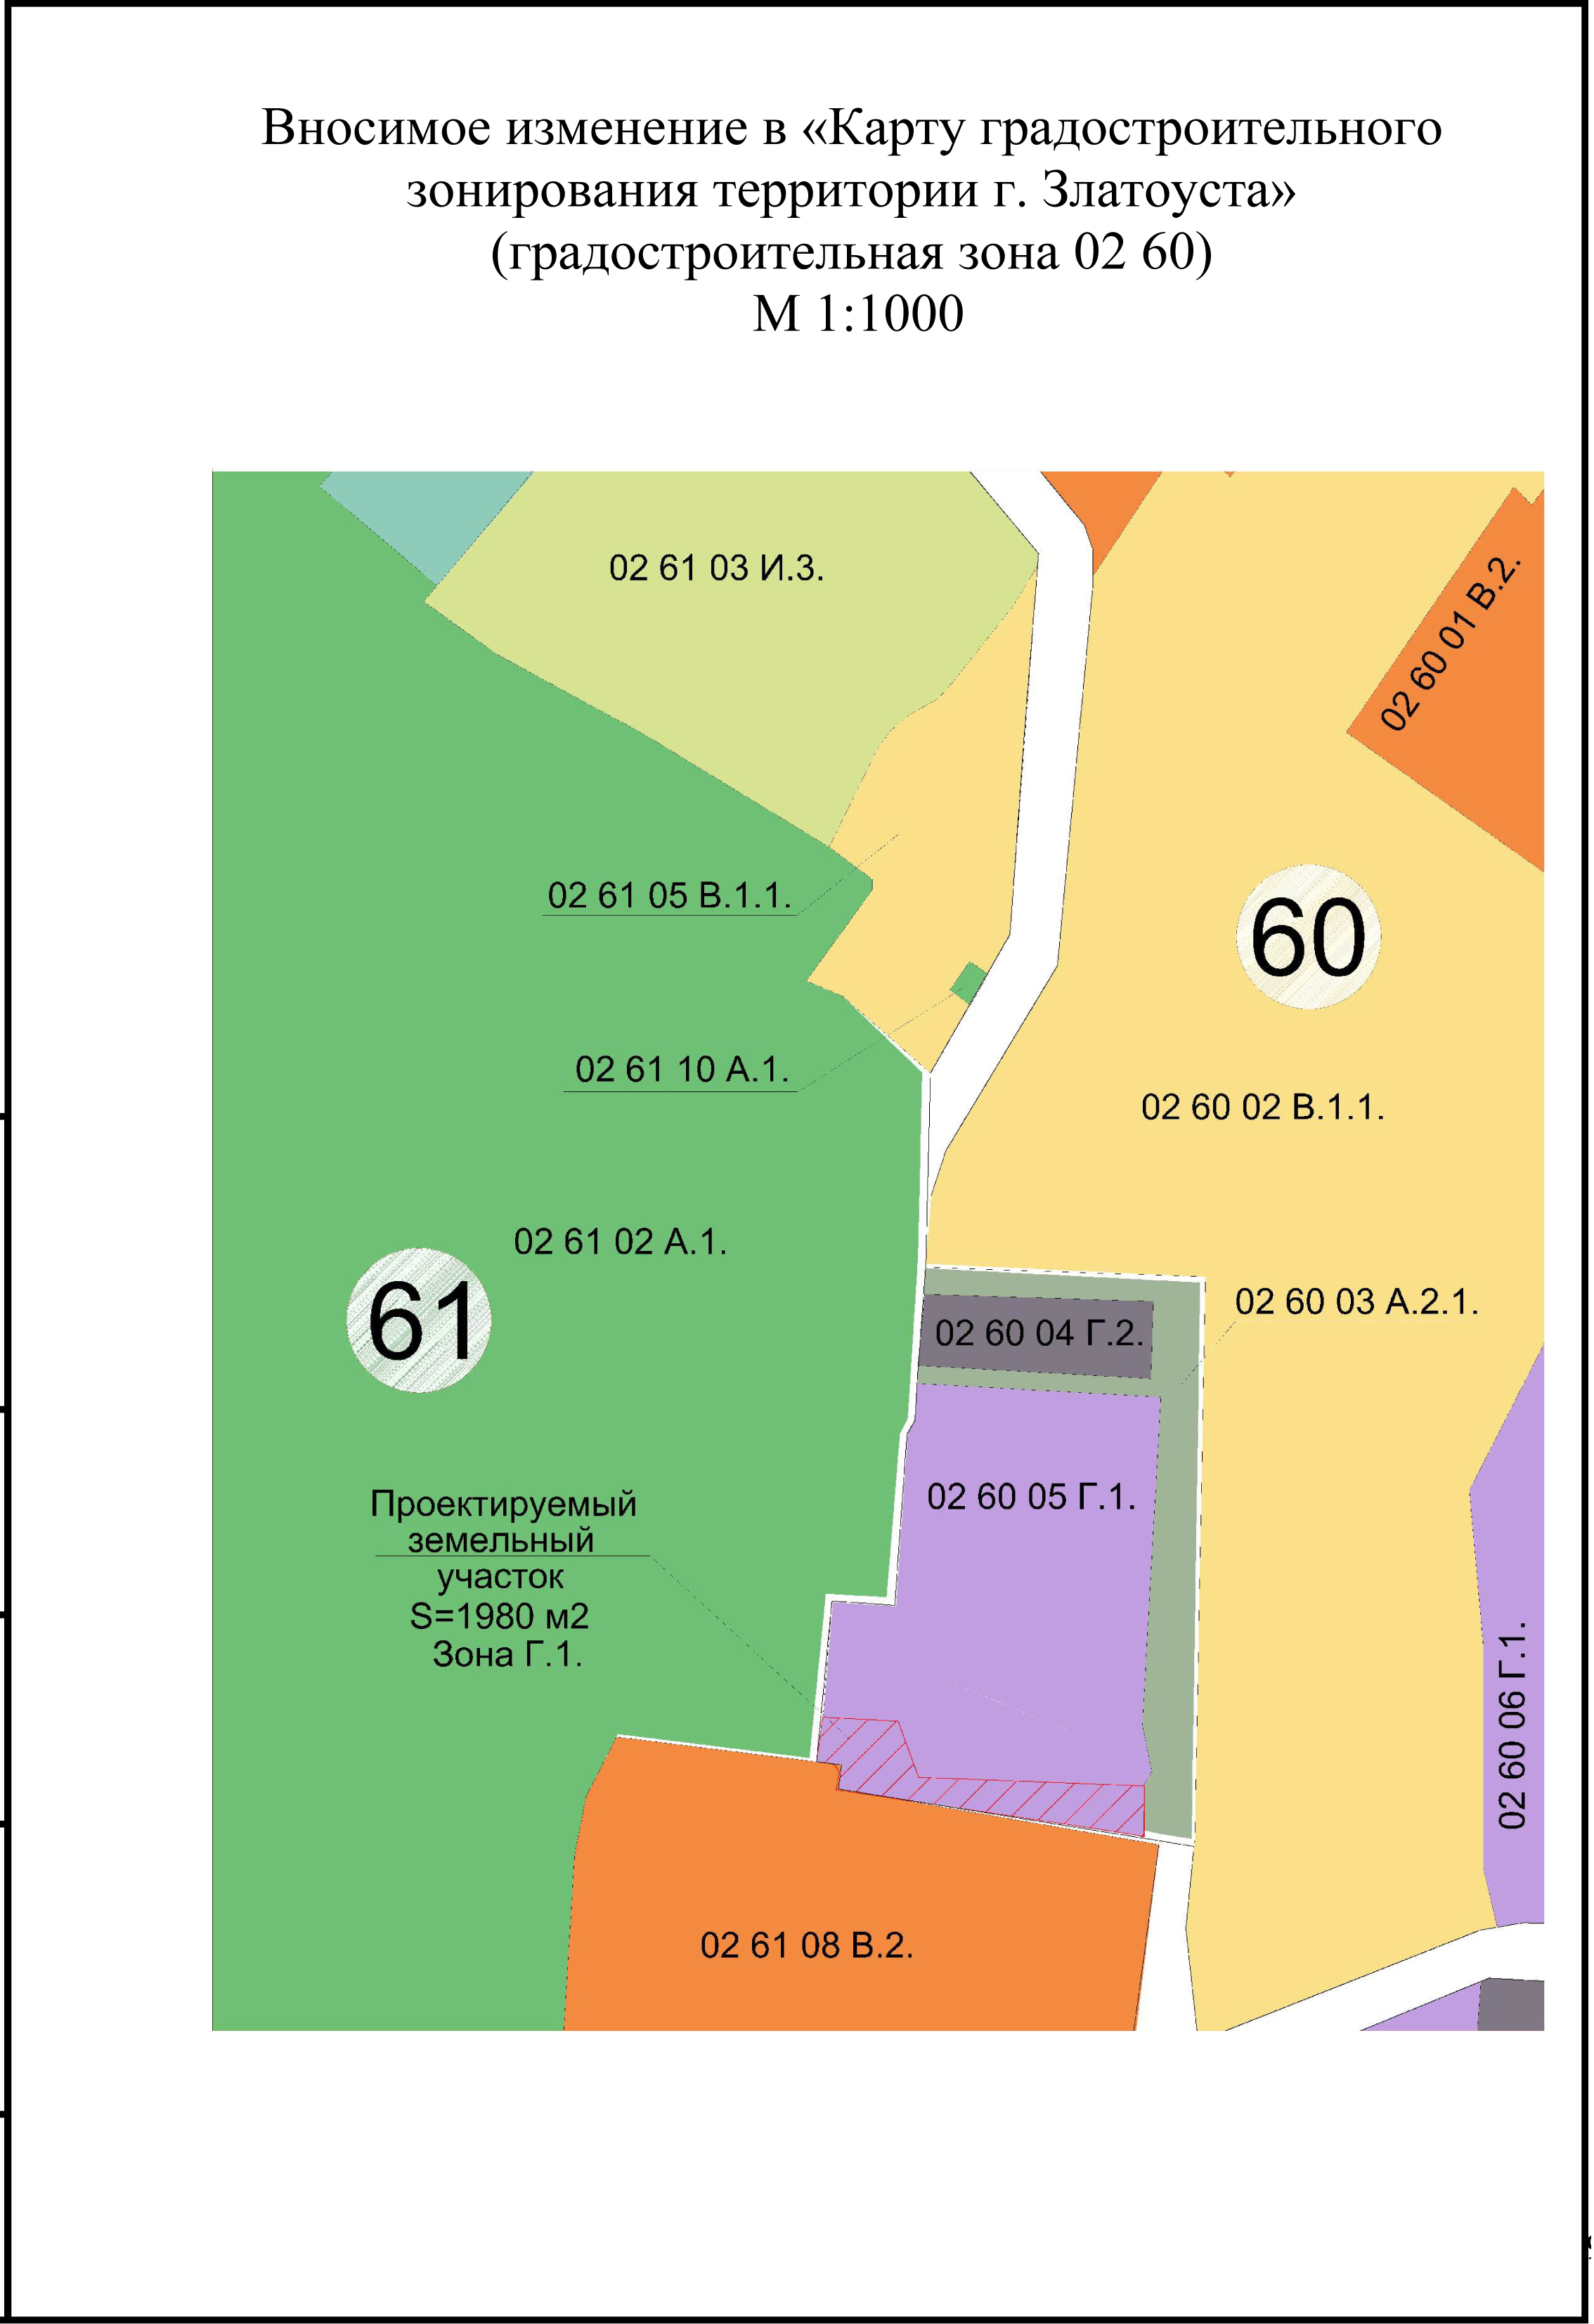 Вносимое изменение в «Карту градостроительного
зонирования территории г. Златоуста»
(градостроительная зона 02 60)
М 1:1000
02 61 03 И.3.
02 60 01 В.2.
02 61 05 В.1.1.
60
02 61 10 А.1.
02 60 02 В.1.1.
02 61 02 А.1.
61
02 60 03 А.2.1.
02 60 04 Г.2.
02 60 05 Г.1.
Проектируемый
земельный
участок
S=1980 м2
Зона Г.1.
02 60 06 Г.1.
02 61 08 В.2.